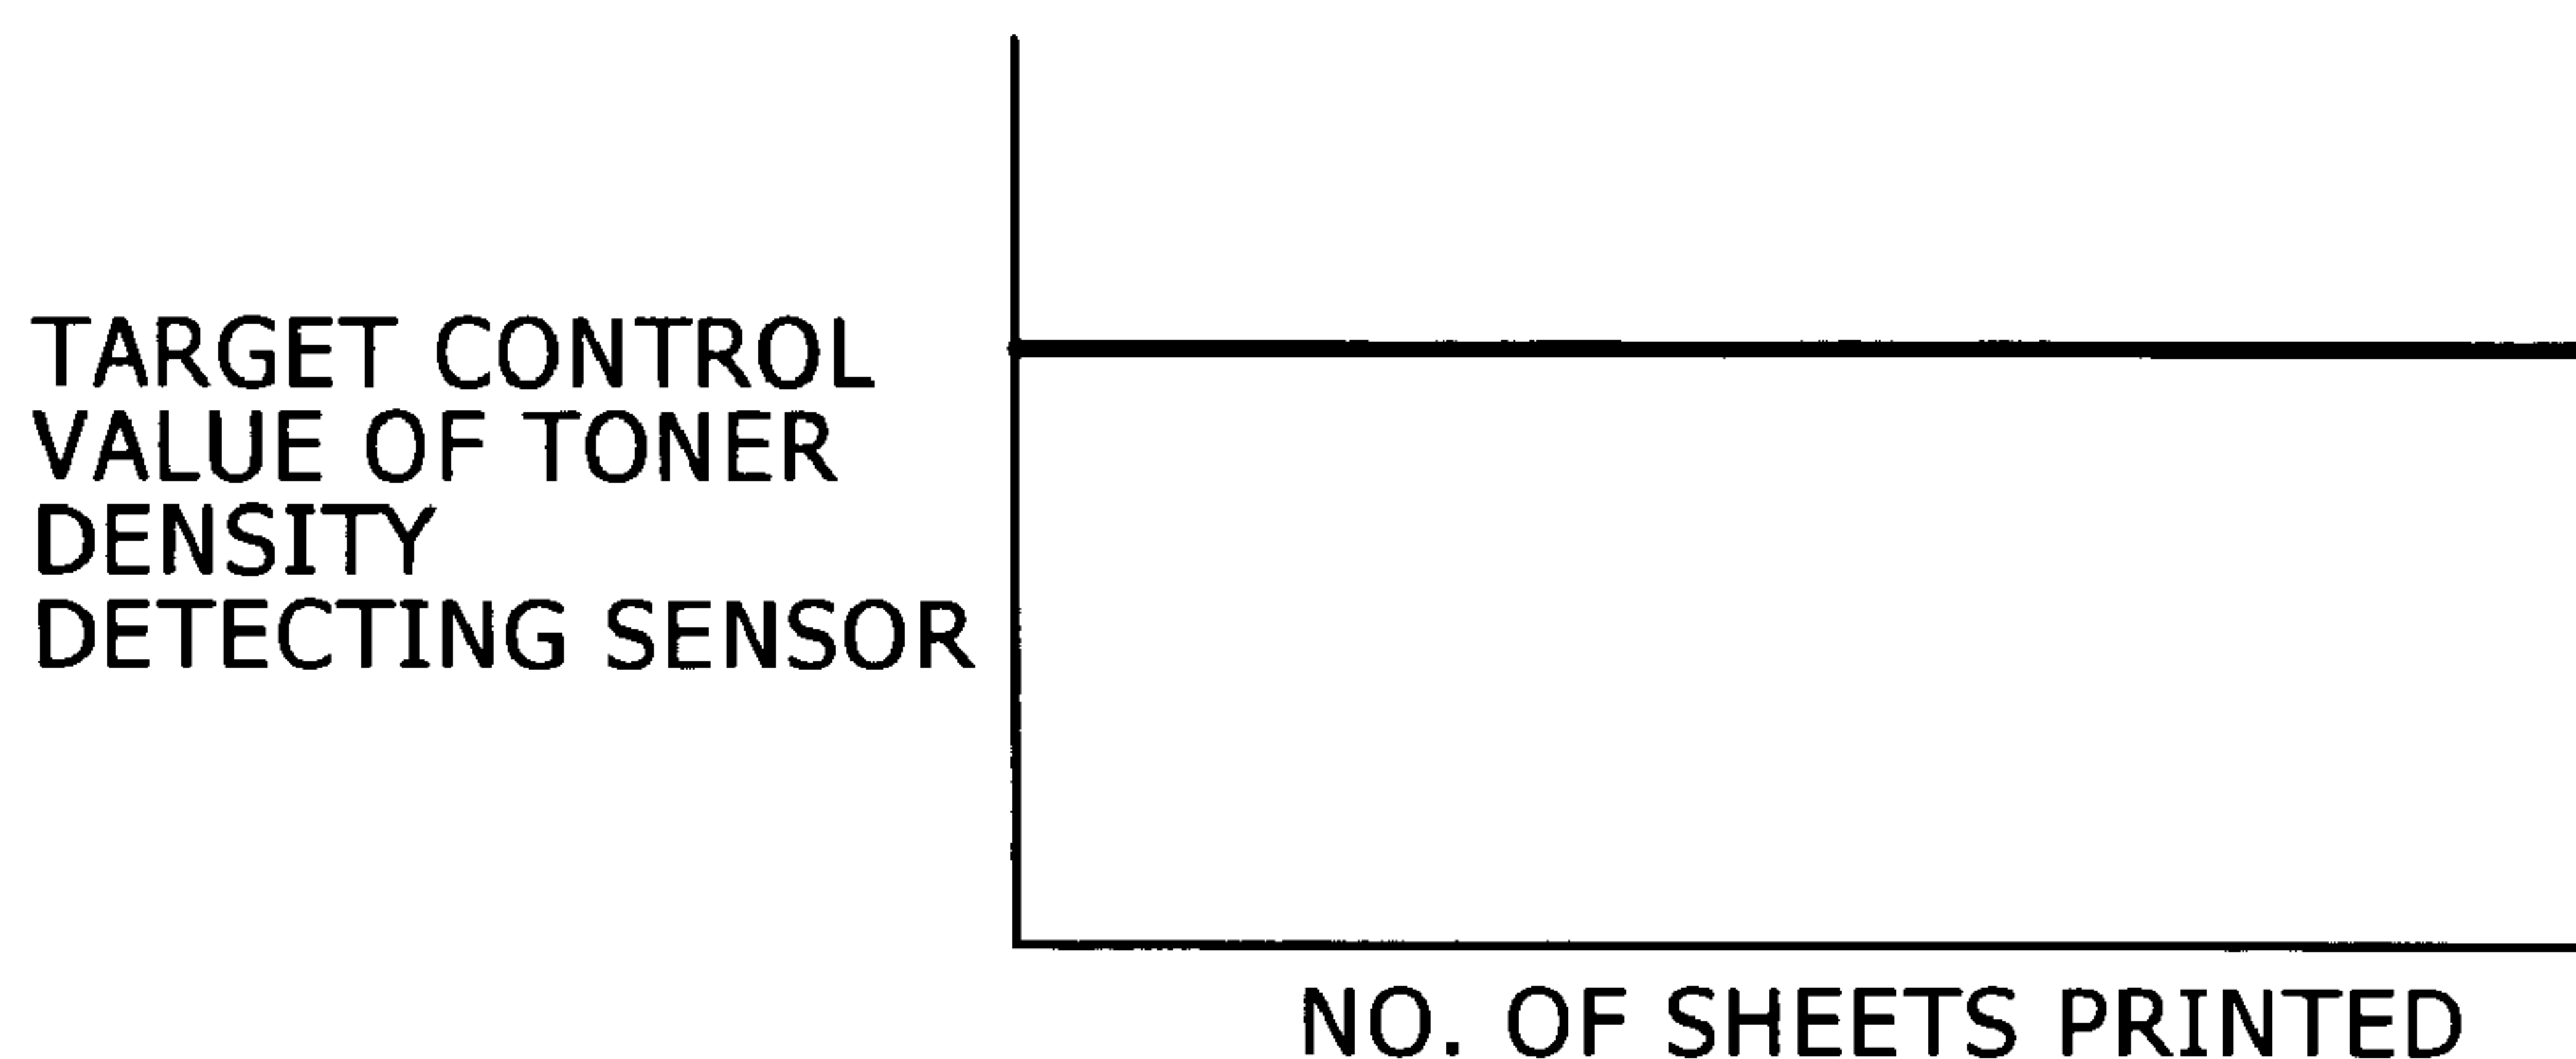 TARGET CONTROL
VALUE OF TONER
DENSITY
DETECTING SENSOR
NO. OF SHEETS PRINTED